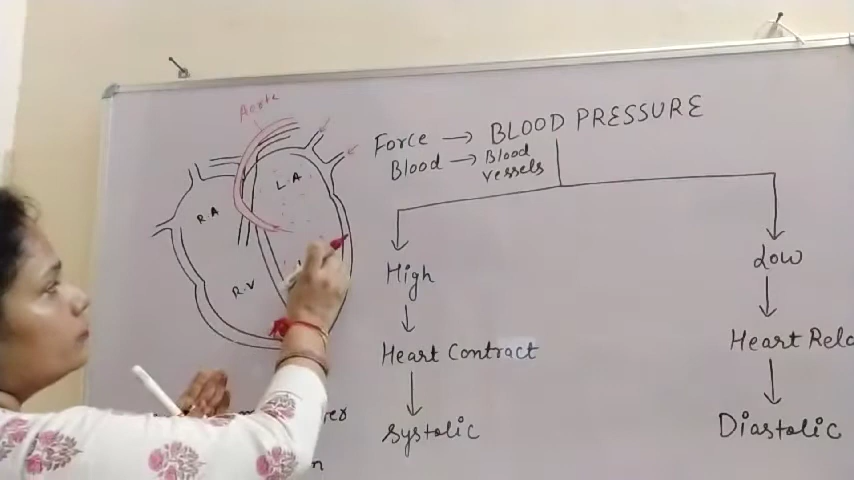 Aorta
Force → BLOOD PRESSURE
Blood → Blood vessels
L.A
R.A
R.V
High
Low
Heart Contract
Heart Rela
Systolic
Diastolic